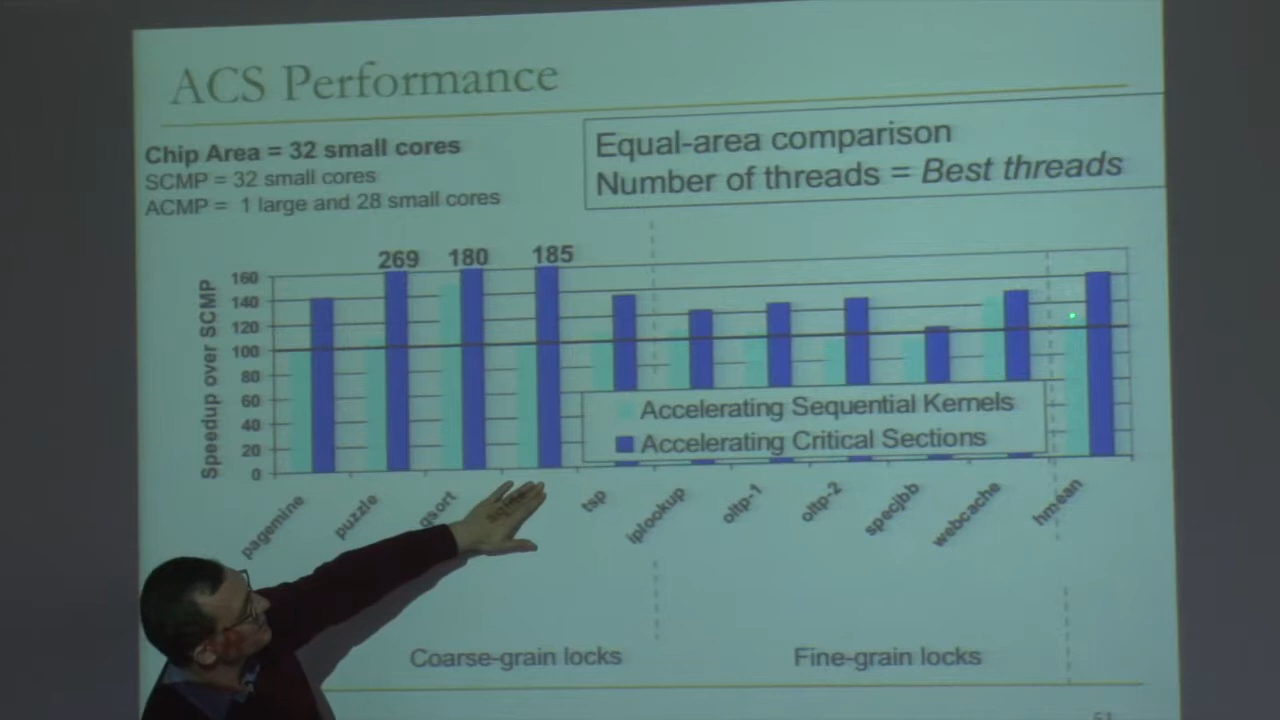 ACS Performance
Chip Area = 32 small cores
SCMP = 32 small cores
ACMP = 1 large and 28 small cores
Equal-area comparison
Number of threads = Best threads
269 180 185
Speedup over SCMP
160
140
120
100
80
60
40
20
0
Accelerating Sequential Kernels
Accelerating Critical Sections
pagemine puzzle qsort tsp iplookup oltp-1 oltp-2 specjbb webcache hmean
Coarse-grain locks Fine-grain locks